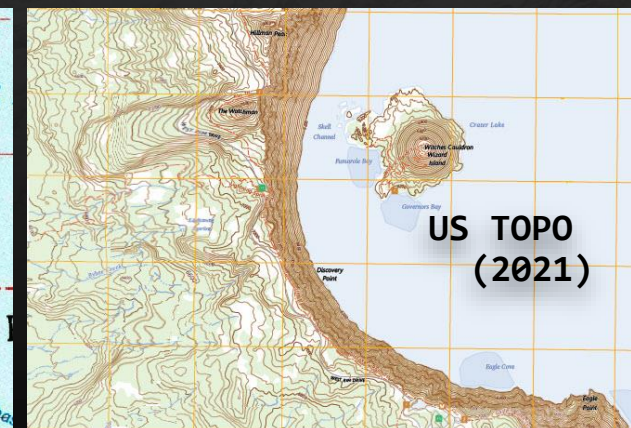 Hillman Peak
The Watchman
Skell
Channel
Crater Lake
Witches Cauldron
Wizard
Island
Fumarole Bay
Governors Bay
US TOPO
(2021)
Discovery
Point
Eagle Cove
Eagle
Point